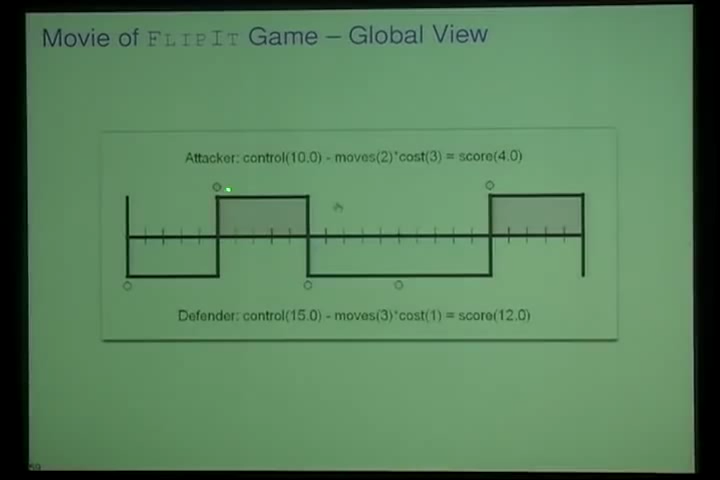 Movie of FLIPIT Game – Global View
Attacker: control(10.0) - moves(2)*cost(3) = score(4.0)
Defender: control(15.0) - moves(3)*cost(1) = score(12.0)